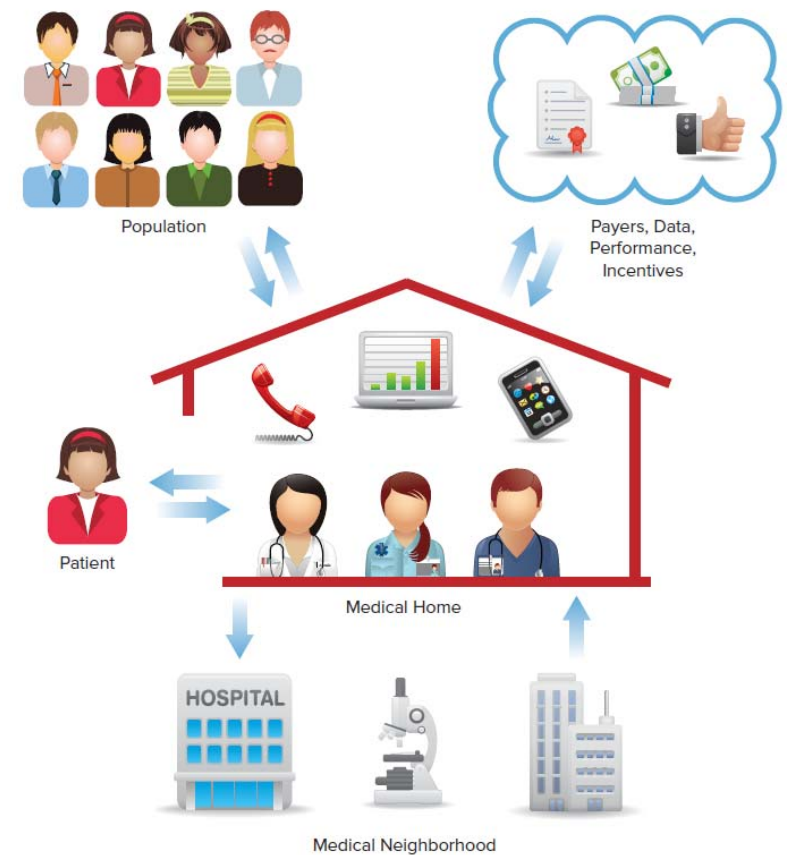 Population
Payers, Data,
Performance,
Incentives
Patient
Medical Home
HOSPITAL
Medical Neighborhood